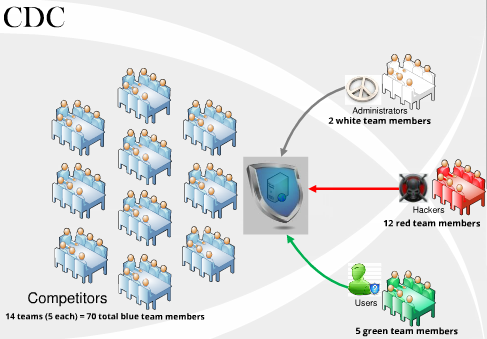 CDC
Administrators
2 white team members
Hackers
12 red team members
Competitors
14 teams (5 each) = 70 total blue team members
Users
5 green team members